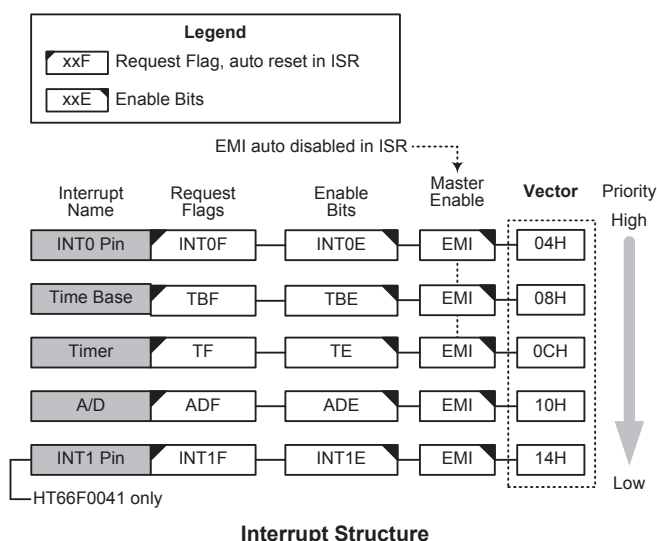 Legend
xxF Request Flag, auto reset in ISR
xxE Enable Bits
EMI auto disabled in ISR
Interrupt Name Request Flags Enable Bits Master Enable Vector Priority
High
INT0 Pin INT0F INT0E EMI 04H
Time Base TBF TBE EMI 08H
Timer TF TE EMI 0CH
A/D ADF ADE EMI 10H
INT1 Pin INT1F INT1E EMI 14H
Low
HT66F0041 only
Interrupt Structure